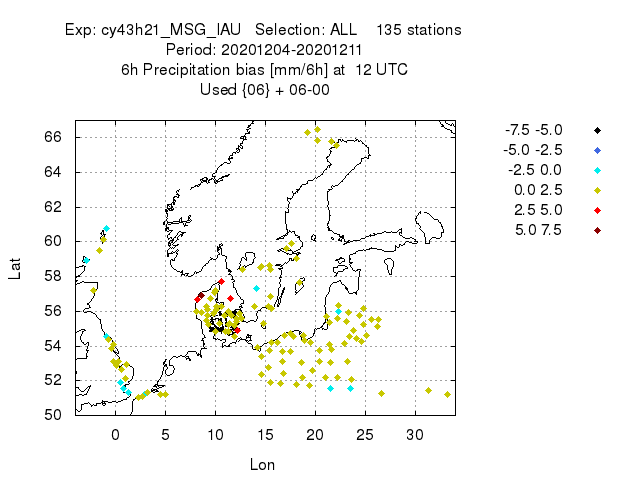 Exp: cy43h21_MSG_IAU   Selection: ALL    135 stations
Period: 20201204-20201211
6h Precipitation bias [mm/6h] at  12 UTC
Used {06} + 06-00
-7.5 -5.0
-5.0 -2.5
-2.5 0.0
0.0 2.5
2.5 5.0
5.0 7.5
66
64
62
60
58
56
54
52
50
Lat
0 5 10 15 20 25 30
Lon